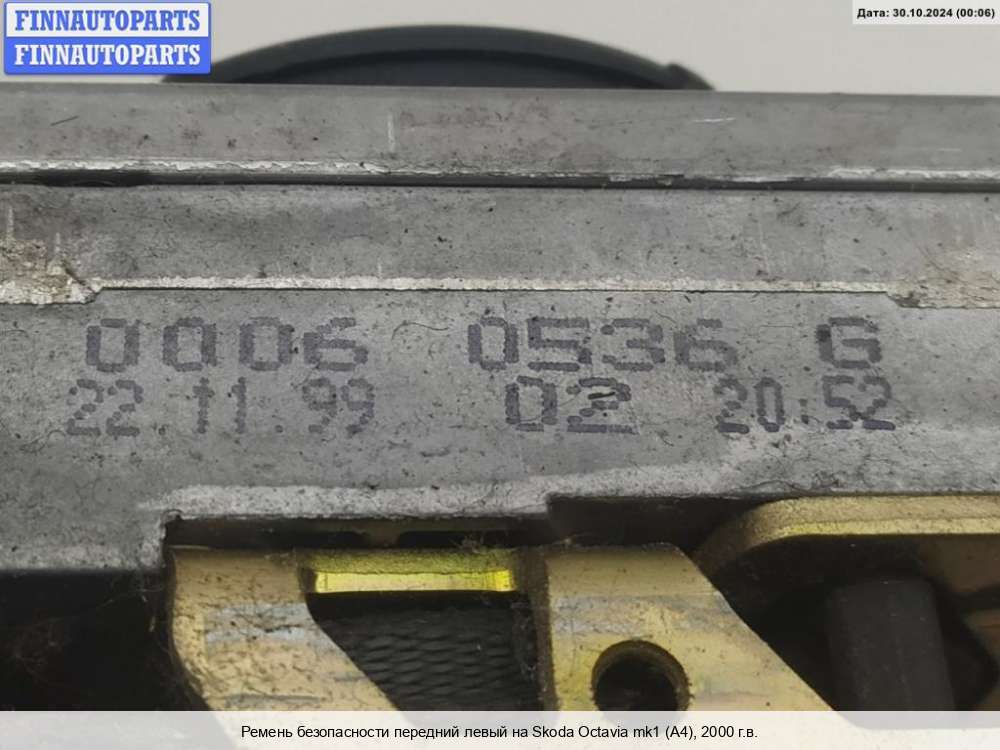 FINNAUTOPARTS
FINNAUTOPARTS
Дата: 30.10.2024 (00:06)
0006 0536 G
22.11.99 02 20:52
Ремень безопасности передний левый на Skoda Octavia mk1 (A4), 2000 г.в.